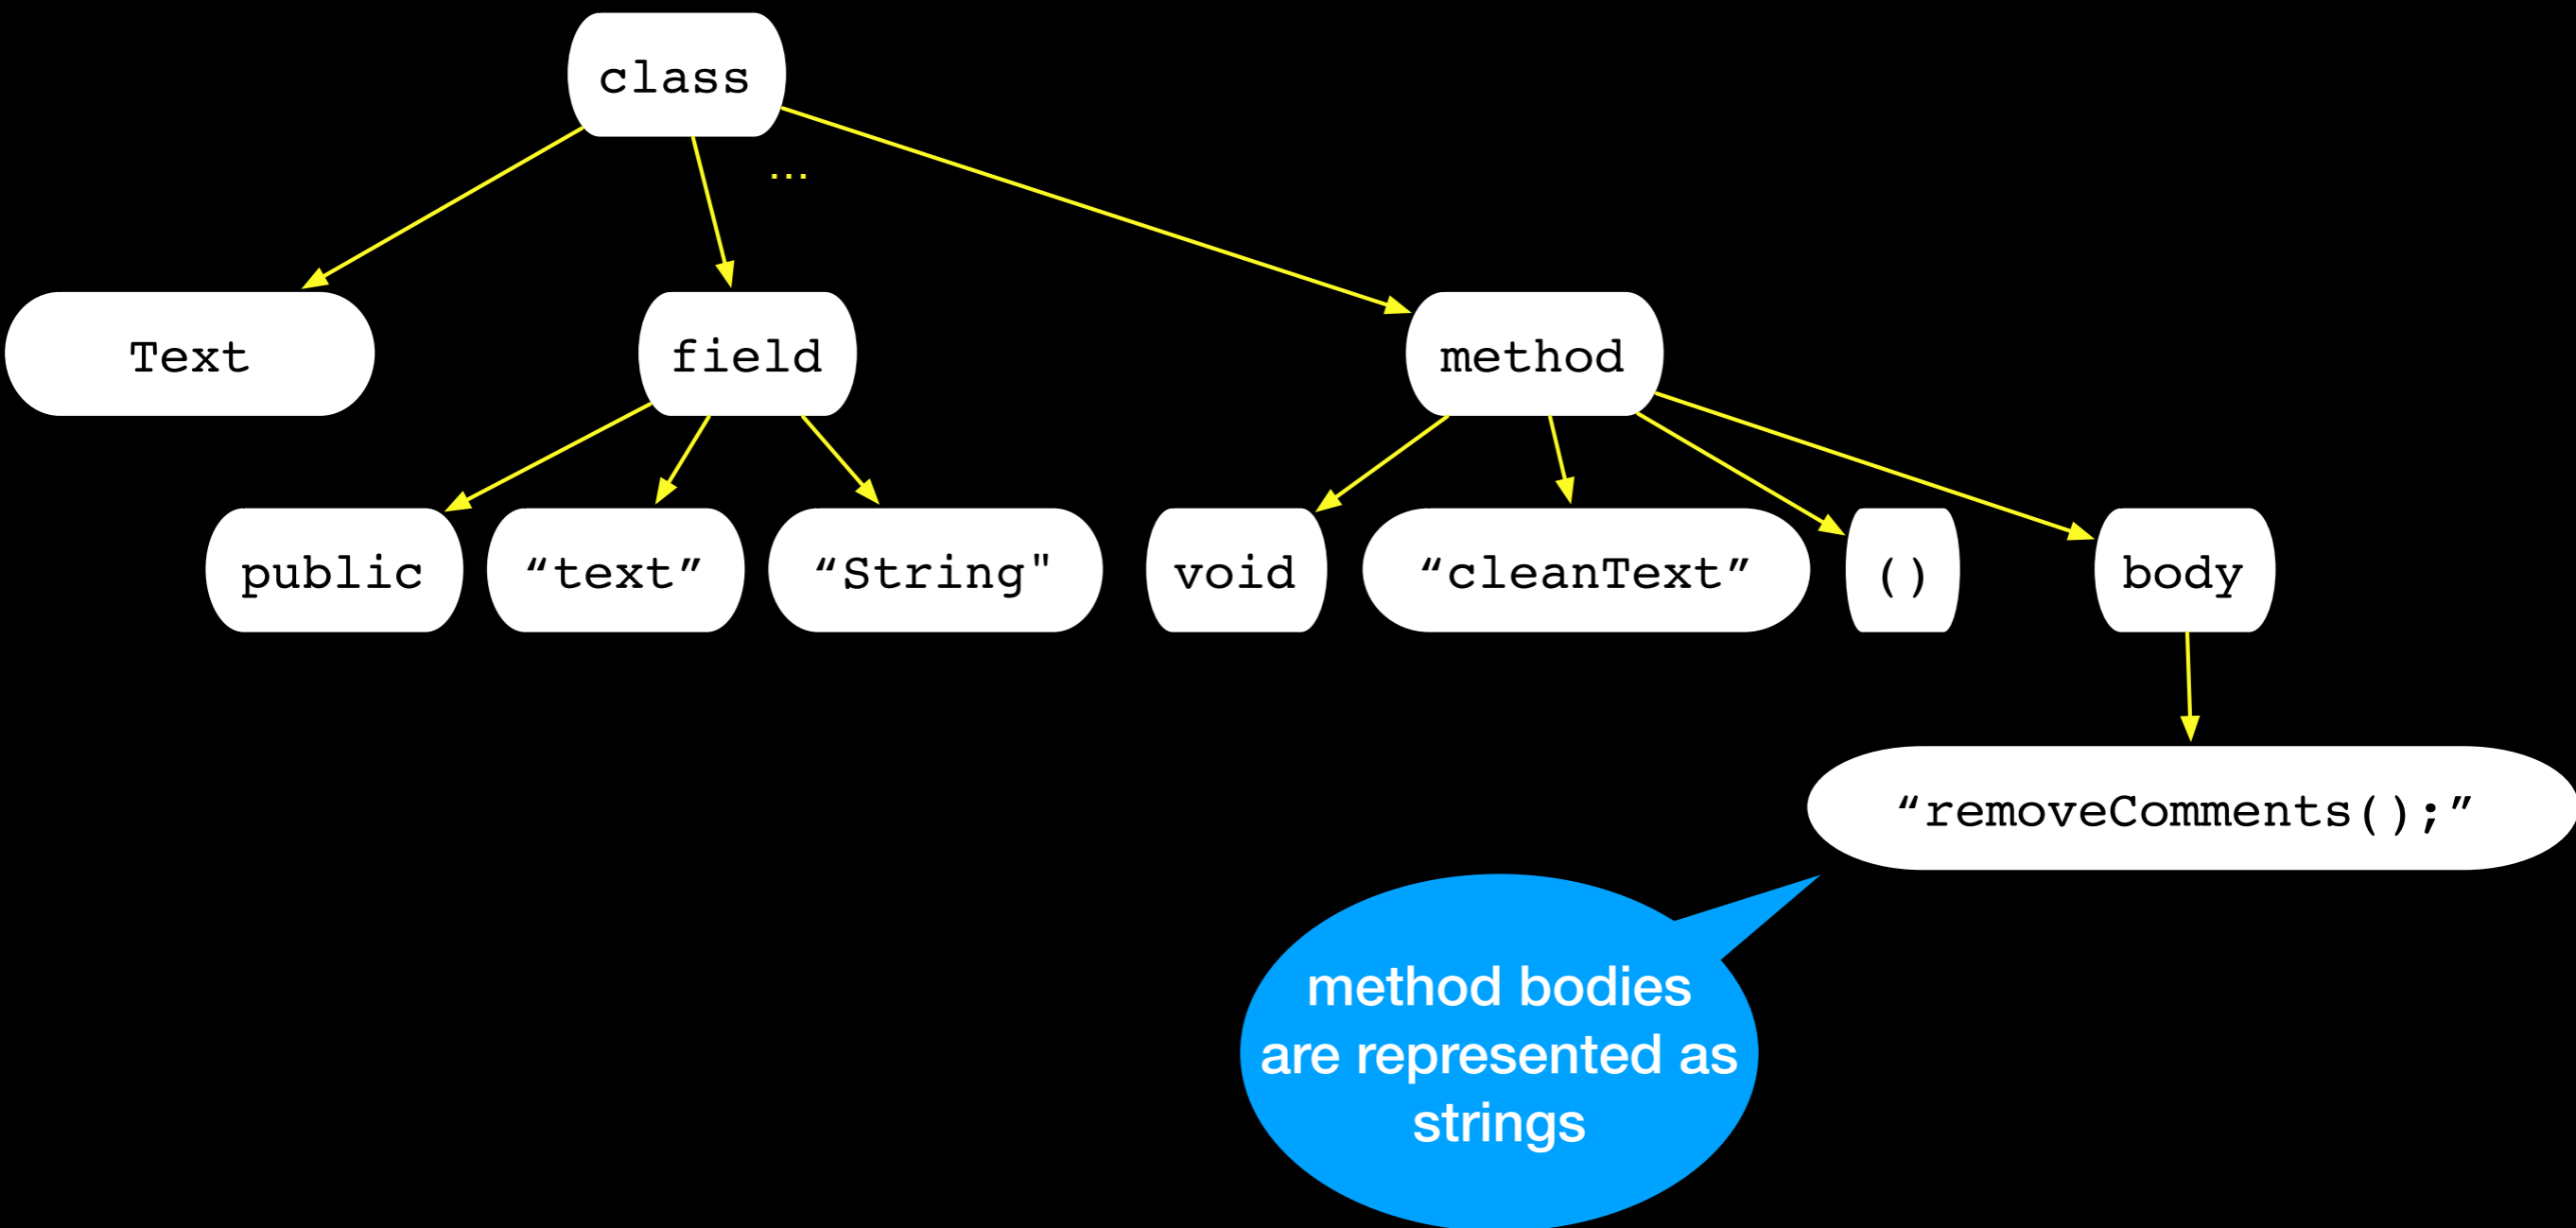 class
...
Text
field
method
public
“text”
“String"
void
“cleanText”
()
body
“removeComments();”
method bodies
are represented as
strings